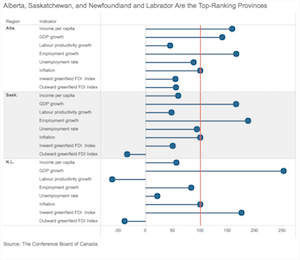 Alberta, Saskatchewan, and Newfoundland and Labrador Are the Top-Ranking Provinces
Region Indicator
Alta. Income per capita
GDP growth
Labour productivity growth
Employment growth
Unemployment rate
Inflation
Inward greenfield FDI Index
Outward greenfield FDI Index
Sask. Income per capita
GDP growth
Labour productivity growth
Employment growth
Unemployment rate
Inflation
Inward greenfield FDI Index
Outward greenfield FDI Index
N.L. Income per capita
GDP growth
Labour productivity growth
Employment growth
Unemployment rate
Inflation
Inward greenfield FDI Index
Outward greenfield FDI Index
-50 0 50 100 150 200 250
Source: The Conference Board of Canada.